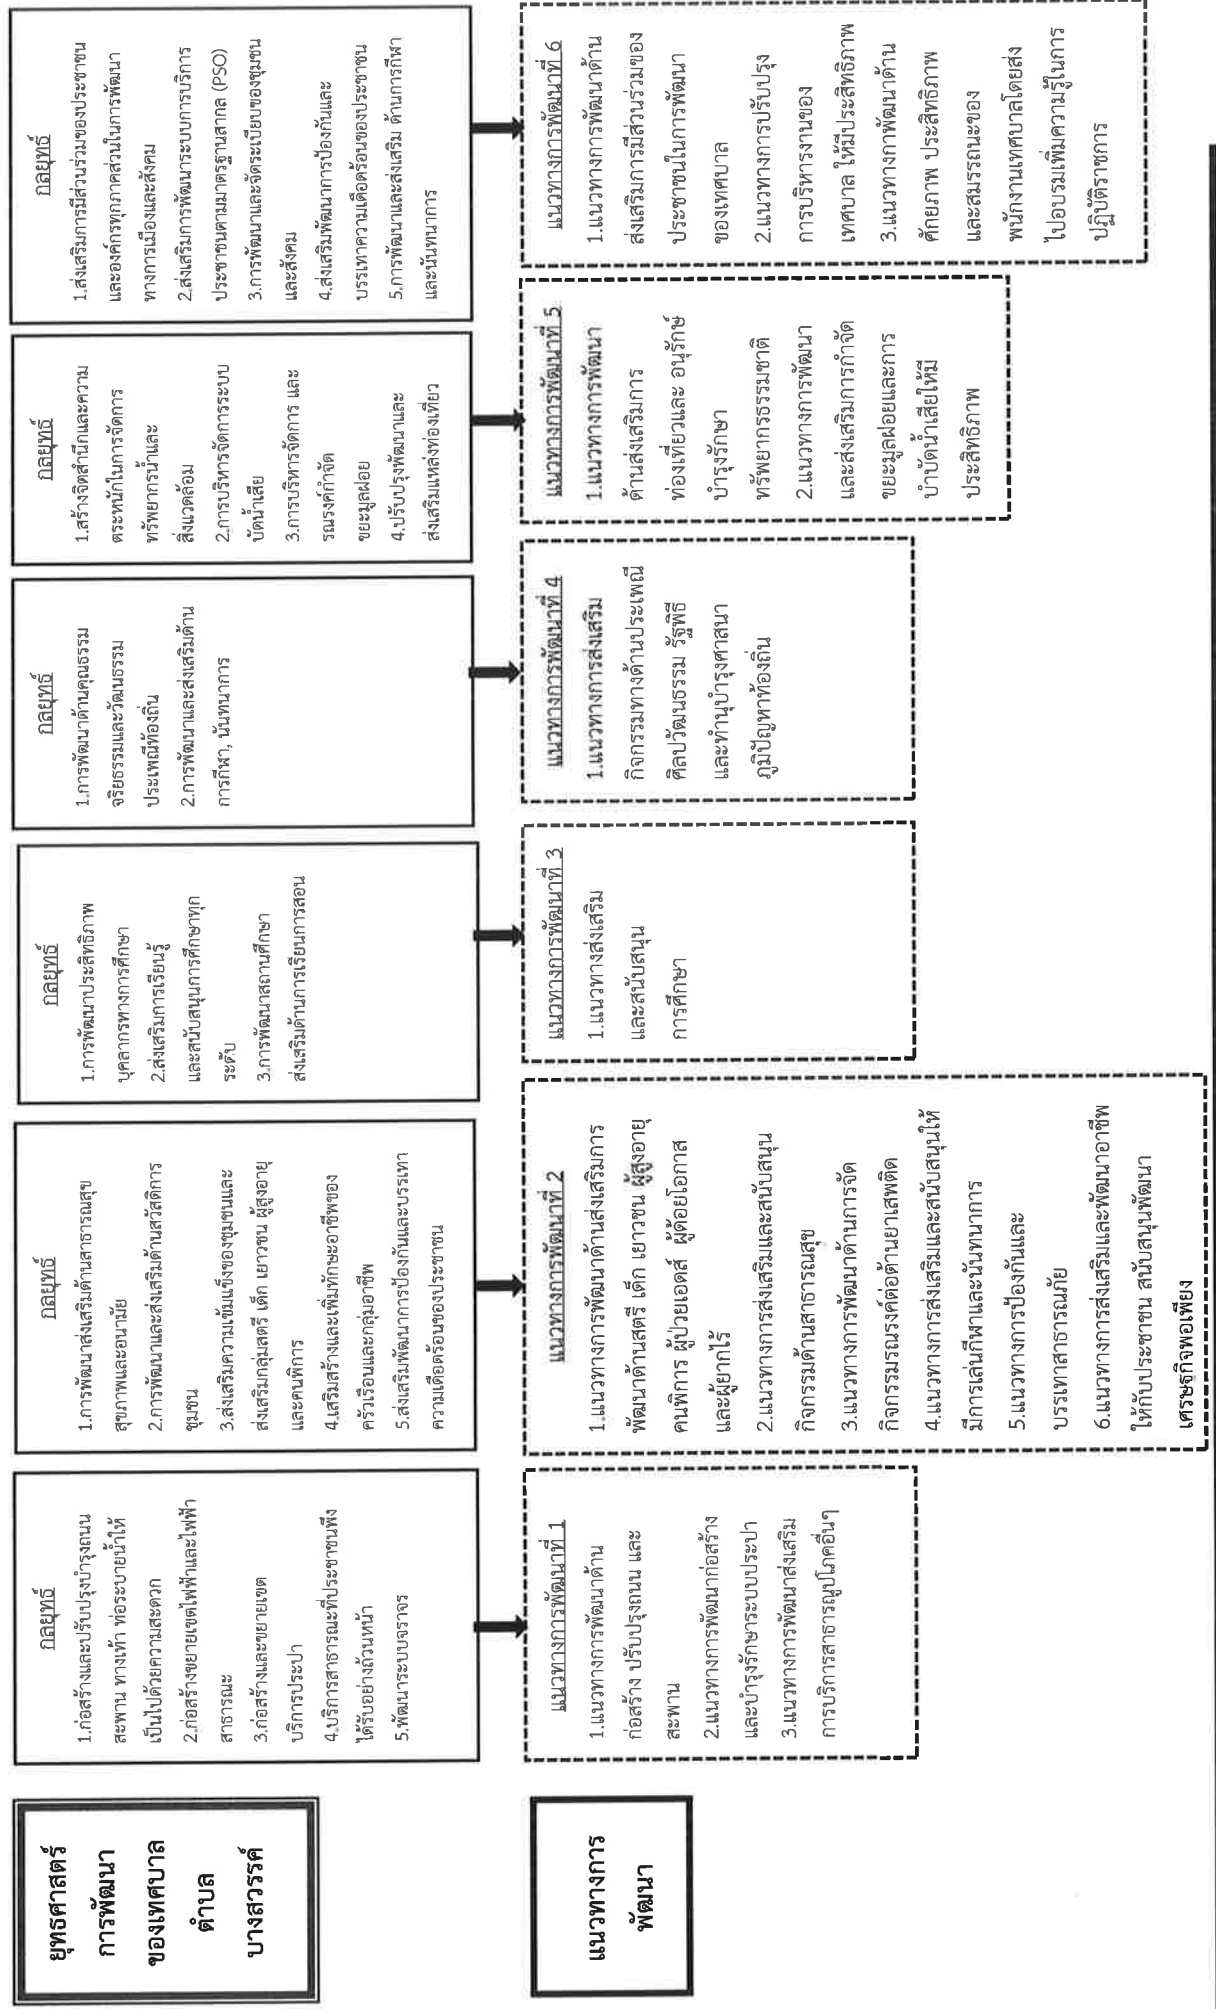 ยุทธศาสตร์
การพัฒนา
ของเทศบาล
ตำบล
บางสวรรค์
กลยุทธ์
1.ก่อสร้างและปรับปรุงบำรุงถนน
สะพาน ทางเท้า ท่อระบายน้ำให้
เป็นไปด้วยความสะดวก
2.ก่อสร้างขยายเขตไฟฟ้าและไฟฟ้า
สาธารณะ
3.ก่อสร้างและขยายเขต
บริการประปา
4.บริการสาธารณะที่ประชาชนพึง
ได้รับอย่างถ้วนหน้า
5.พัฒนาระบบจราจร
กลยุทธ์
1.การพัฒนาส่งเสริมด้านสาธารณสุข
สุขภาพและอนามัย
2.การพัฒนาและส่งเสริมด้านสวัสดิการ
ชุมชน
3.ส่งเสริมความเข้มแข็งของชุมชนและ
ส่งเสริมกลุ่มสตรี เด็ก เยาวชน ผู้สูงอายุ
และคนพิการ
4.เสริมสร้างและเพิ่มทักษะอาชีพของ
ครัวเรือนและกลุ่มอาชีพ
5.ส่งเสริมพัฒนาการป้องกันและบรรเทา
ความเดือดร้อนของประชาชน
กลยุทธ์
1.การพัฒนาประสิทธิภาพ
บุคลากรทางการศึกษา
2.ส่งเสริมการเรียนรู้
และสนับสนุนการศึกษาทุก
ระดับ
3.การพัฒนาสถานศึกษา
ส่งเสริมด้านการเรียนการสอน
กลยุทธ์
1.การพัฒนาด้านคุณธรรม
จริยธรรมและวัฒนธรรม
ประเพณีท้องถิ่น
2.การพัฒนาและส่งเสริมด้าน
การกีฬา, นันทนาการ
กลยุทธ์
1.สร้างจิตสำนึกและความ
ตระหนักในการจัดการ
ทรัพยากรน้ำและ
สิ่งแวดล้อม
2.การบริหารจัดการระบบ
บัดน้ำเสีย
3.การบริหารจัดการ และ
รณรงค์กำจัด
ขยะมูลฝอย
4.ปรับปรุงพัฒนาและ
ส่งเสริมแหล่งท่องเที่ยว
กลยุทธ์
1.ส่งเสริมการมีส่วนร่วมของประชาชน
และองค์กรทุกภาคส่วนในการพัฒนา
ทางการเมืองและสังคม
2.ส่งเสริมการพัฒนาระบบการบริการ
ประชาชนตามมาตรฐานสากล (PSO)
3.การพัฒนาและจัดระเบียบของชุมชน
และสังคม
4.ส่งเสริมพัฒนาการป้องกันและ
บรรเทาความเดือดร้อนของประชาชน
5.การพัฒนาและส่งเสริม ด้านการกีฬา
และนันทนาการ
แนวทางการ
พัฒนา
แนวทางการพัฒนาที่ 1
1.แนวทางการพัฒนาด้าน
ก่อสร้าง ปรับปรุงถนน และ
สะพาน
2.แนวทางการพัฒนาก่อสร้าง
และบำรุงรักษาระบบประปา
3.แนวทางการพัฒนาส่งเสริม
การบริการสาธารณูปโภคอื่นๆ
แนวทางการพัฒนาที่ 2
1.แนวทางการพัฒนาด้านส่งเสริมการ
พัฒนาด้านสตรี เด็ก เยาวชน ผู้สูงอายุ
คนพิการ ผู้ป่วยเอดส์ ผู้ด้อยโอกาส
และผู้ยากไร้
2.แนวทางการส่งเสริมและสนับสนุน
กิจกรรมด้านสาธารณสุข
3.แนวทางการพัฒนาด้านการจัด
กิจกรรมรณรงค์ต่อต้านยาเสพติด
4.แนวทางการส่งเสริมและสนับสนุนให้
มีการเล่นกีฬาและนันทนาการ
5.แนวทางการป้องกันและ
บรรเทาสาธารณภัย
6.แนวทางการส่งเสริมและพัฒนาอาชีพ
ให้กับประชาชน สนับสนุนพัฒนา
เศรษฐกิจพอเพียง
แนวทางการพัฒนาที่ 3
1.แนวทางส่งเสริม
และสนับสนุน
การศึกษา
แนวทางการพัฒนาที่ 4
1.แนวทางการส่งเสริม
กิจกรรมทางด้านประเพณี
ศิลปวัฒนธรรม รัฐพิธี
และทำนุบำรุงศาสนา
ภูมิปัญหาท้องถิ่น
แนวทางการพัฒนาที่ 5
1.แนวทางการพัฒนา
ด้านส่งเสริมการ
ท่องเที่ยวและ อนุรักษ์
บำรุงรักษา
ทรัพยากรธรรมชาติ
2.แนวทางการพัฒนา
และส่งเสริมการกำจัด
ขยะมูลฝอยและการ
บำบัดน้ำเสียให้มี
ประสิทธิภาพ
แนวทางการพัฒนาที่ 6
1.แนวทางการพัฒนาด้าน
ส่งเสริมการมีส่วนร่วมของ
ประชาชนในการพัฒนา
ของเทศบาล
2.แนวทางการปรับปรุง
การบริหารงานของ
เทศบาล ให้มีประสิทธิภาพ
3.แนวทางกาพัฒนาด้าน
ศักยภาพ ประสิทธิภาพ
และสมรรถนะของ
พนักงานเทศบาลโดยส่ง
ไปอบรมเพิ่มความรู้ในการ
ปฏิบัติราชการ